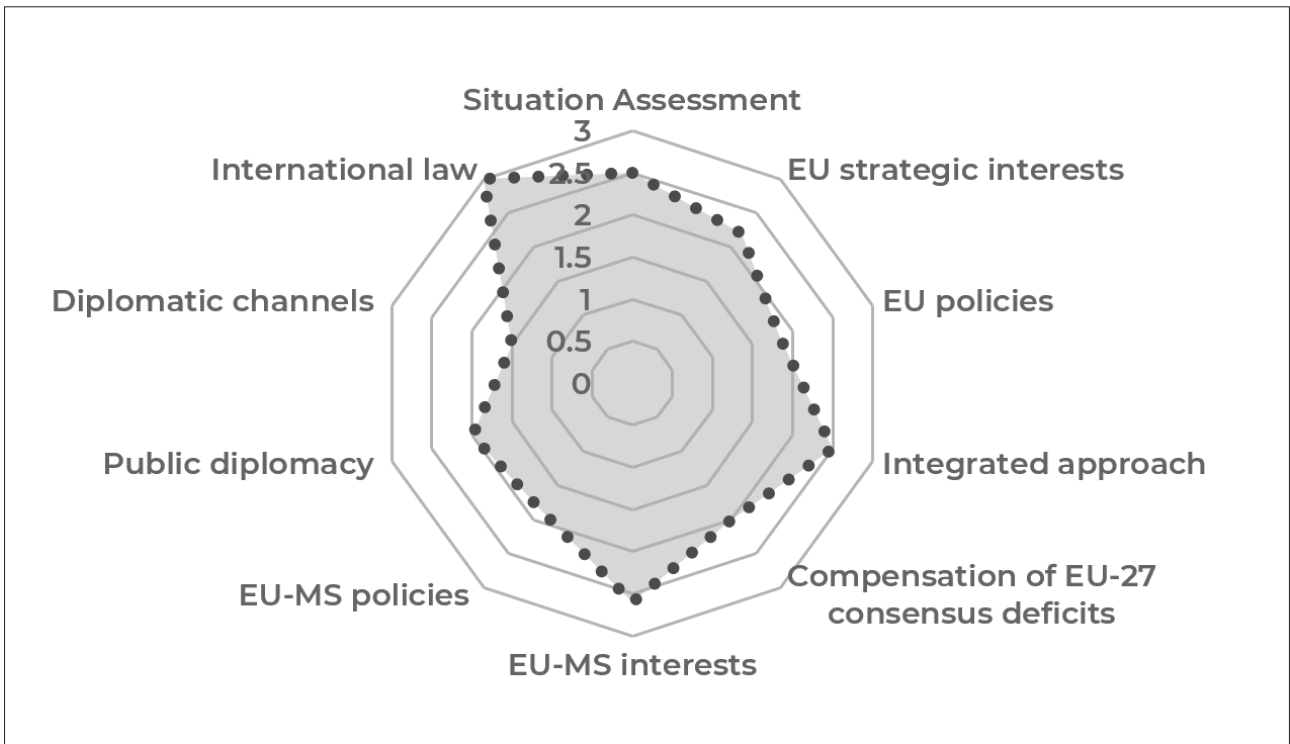 Situation Assessment
3
International law
2.5
EU strategic interests
2
1.5
Diplomatic channels
1
EU policies
0.5
0
Public diplomacy
Integrated approach
Compensation of EU-27
consensus deficits
EU-MS policies
EU-MS interests